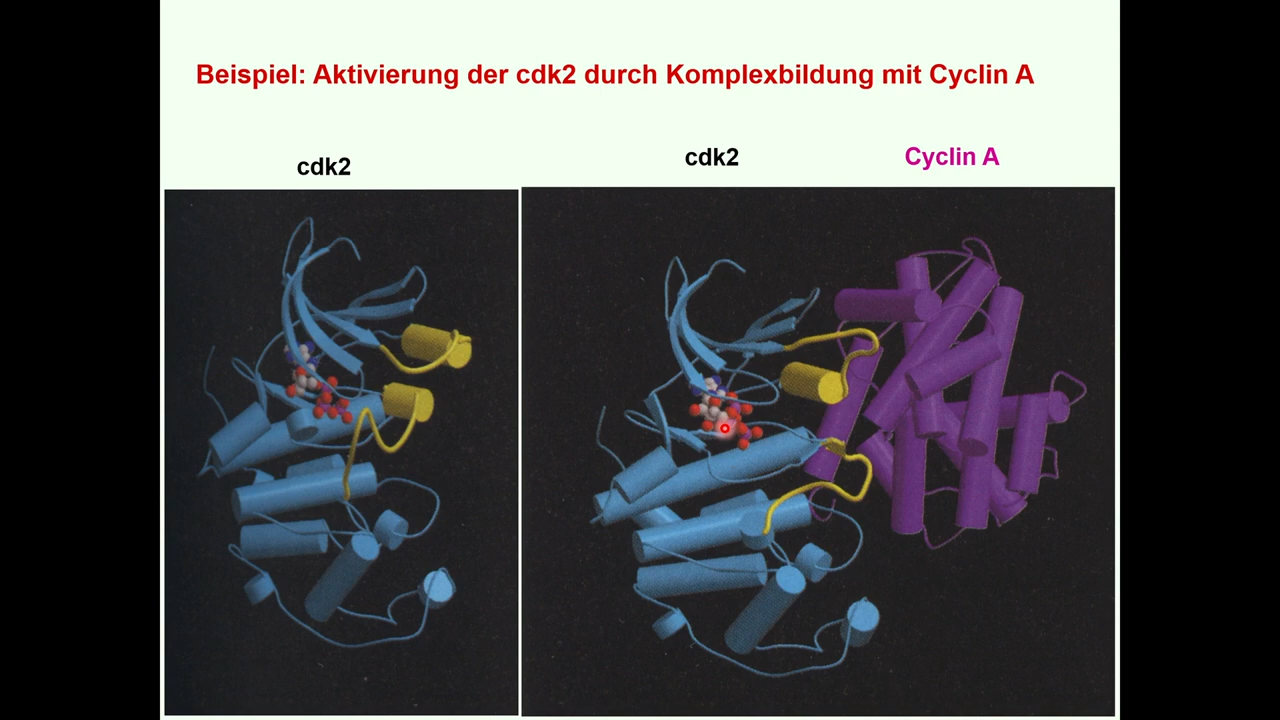 Beispiel: Aktivierung der cdk2 durch Komplexbildung mit Cyclin A
cdk2
cdk2
Cyclin A